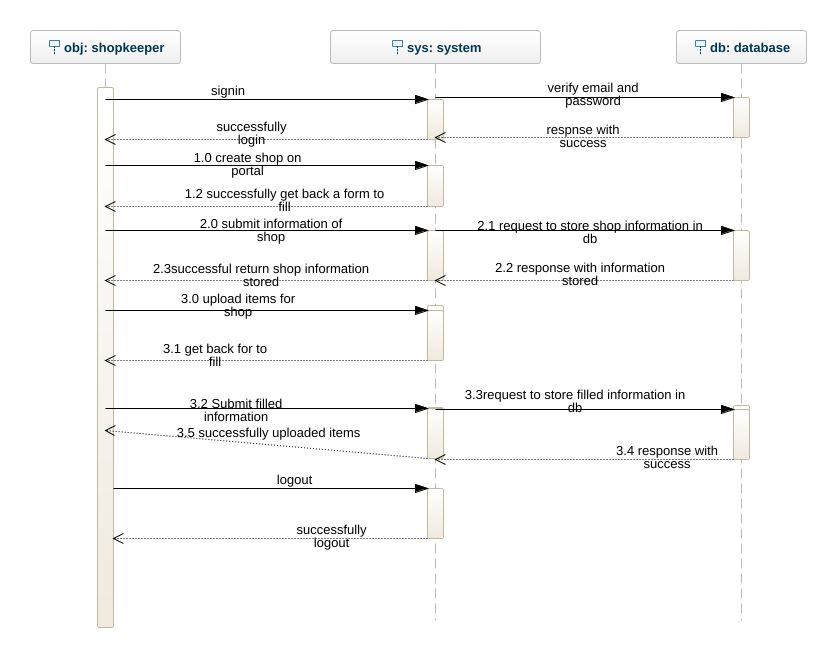 obj: shopkeeper
sys: system
db: database
signin
verify email and
password
successfully
login
respnse with
success
1.0 create shop on
portal
1.2 successfully get back a form to
fill
2.0 submit information of
shop
2.1 request to store shop information in
db
2.3successful return shop information
stored
2.2 response with information
stored
3.0 upload items for
shop
3.1 get back for to
fill
3.2 Submit filled
information
3.3request to store filled information in
db
3.5 successfully uploaded items
3.4 response with
success
logout
successfully
logout